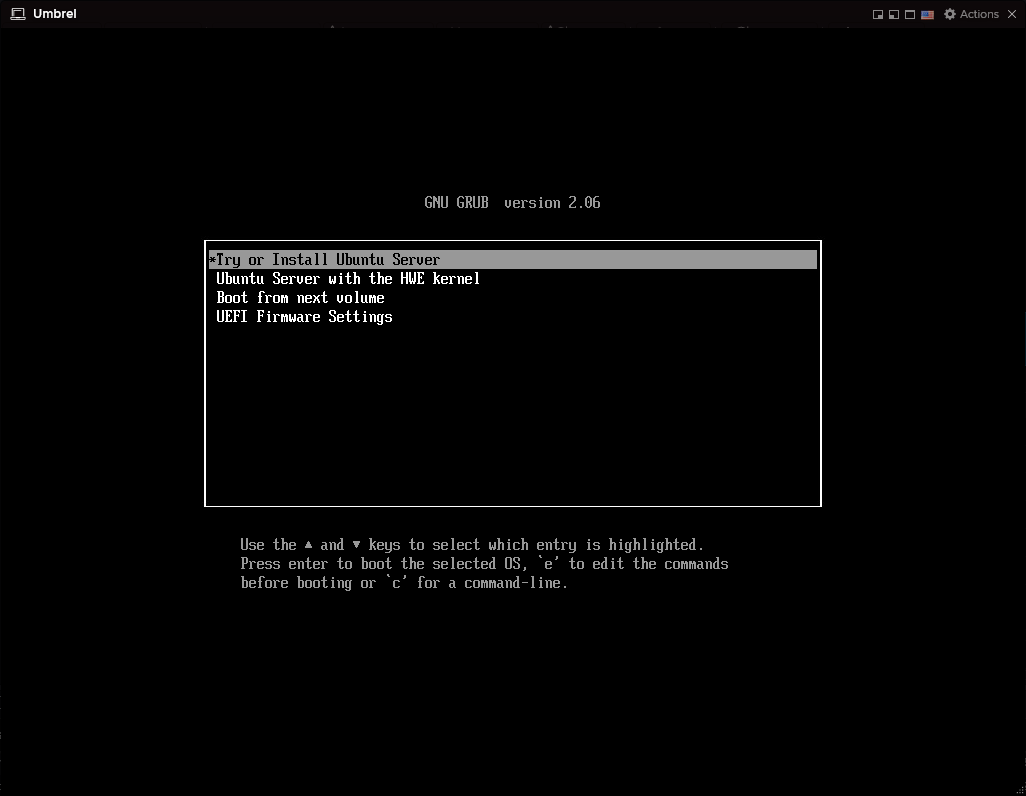 Umbrel
Actions
GNU GRUB  version 2.06
*Try or Install Ubuntu Server
Ubuntu Server with the HWE kernel
Boot from next volume
UEFI Firmware Settings
Use the ▲ and ▼ keys to select which entry is highlighted.
Press enter to boot the selected OS, `e' to edit the commands
before booting or `c' for a command-line.